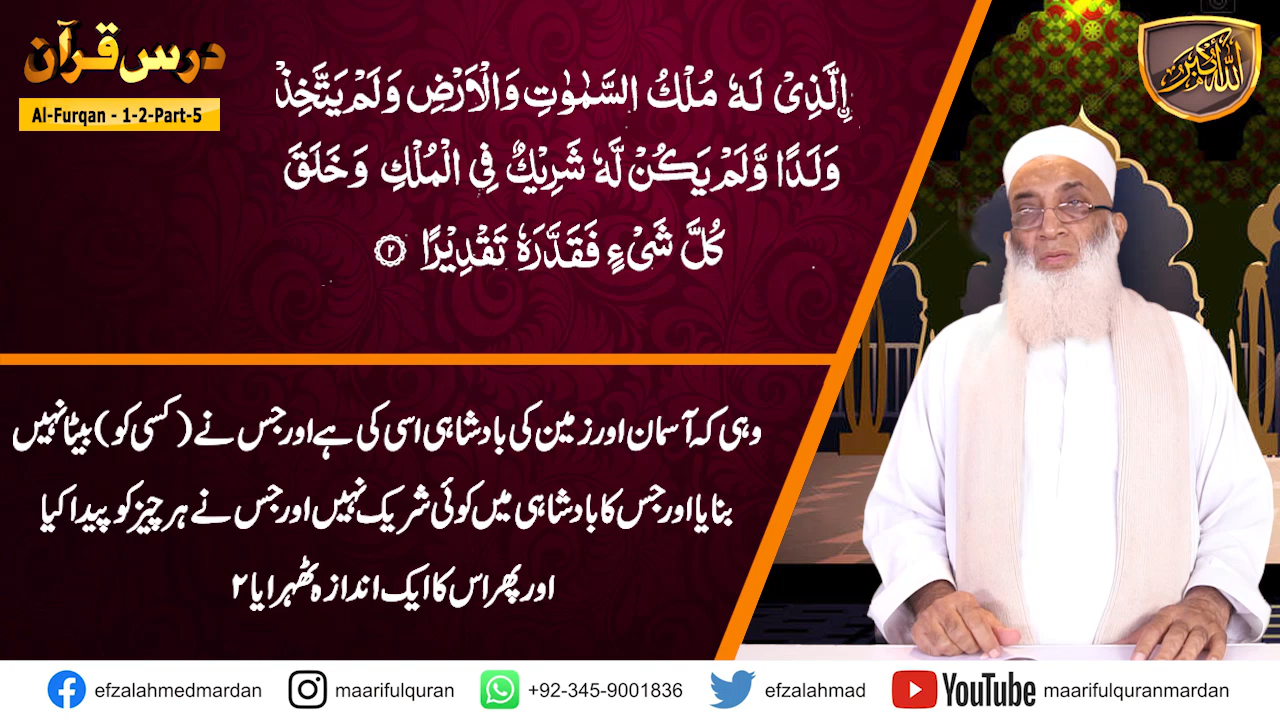 درس قرآن
Al-Furqan - 1-2-Part-5
الله أكبر
اۨلَّذِىْ لَهٗ مُلْكُ السَّمٰوٰتِ وَالْاَرْضِ وَلَمْ يَتَّخِذْ
وَلَدًا وَّلَمْ يَكُنْ لَّهٗ شَرِيْكٌ فِى الْمُلْكِ وَخَلَقَ
كُلَّ شَىْءٍ فَقَدَّرَهٗ تَقْدِيْرًا ۲
وہی کہ آسمان اور زمین کی بادشاہی اسی کی ہے اور جس نے (کسی کو) بیٹا نہیں
بنایا اور جس کا بادشاہی میں کوئی شریک نہیں اور جس نے ہر چیز کو پیدا کیا
اور پھر اس کا ایک اندازہ ٹھہرایا ۲
efzalahmedmardan maarifulquran +92-345-9001836 efzalahmad YouTube maarifulquranmardan